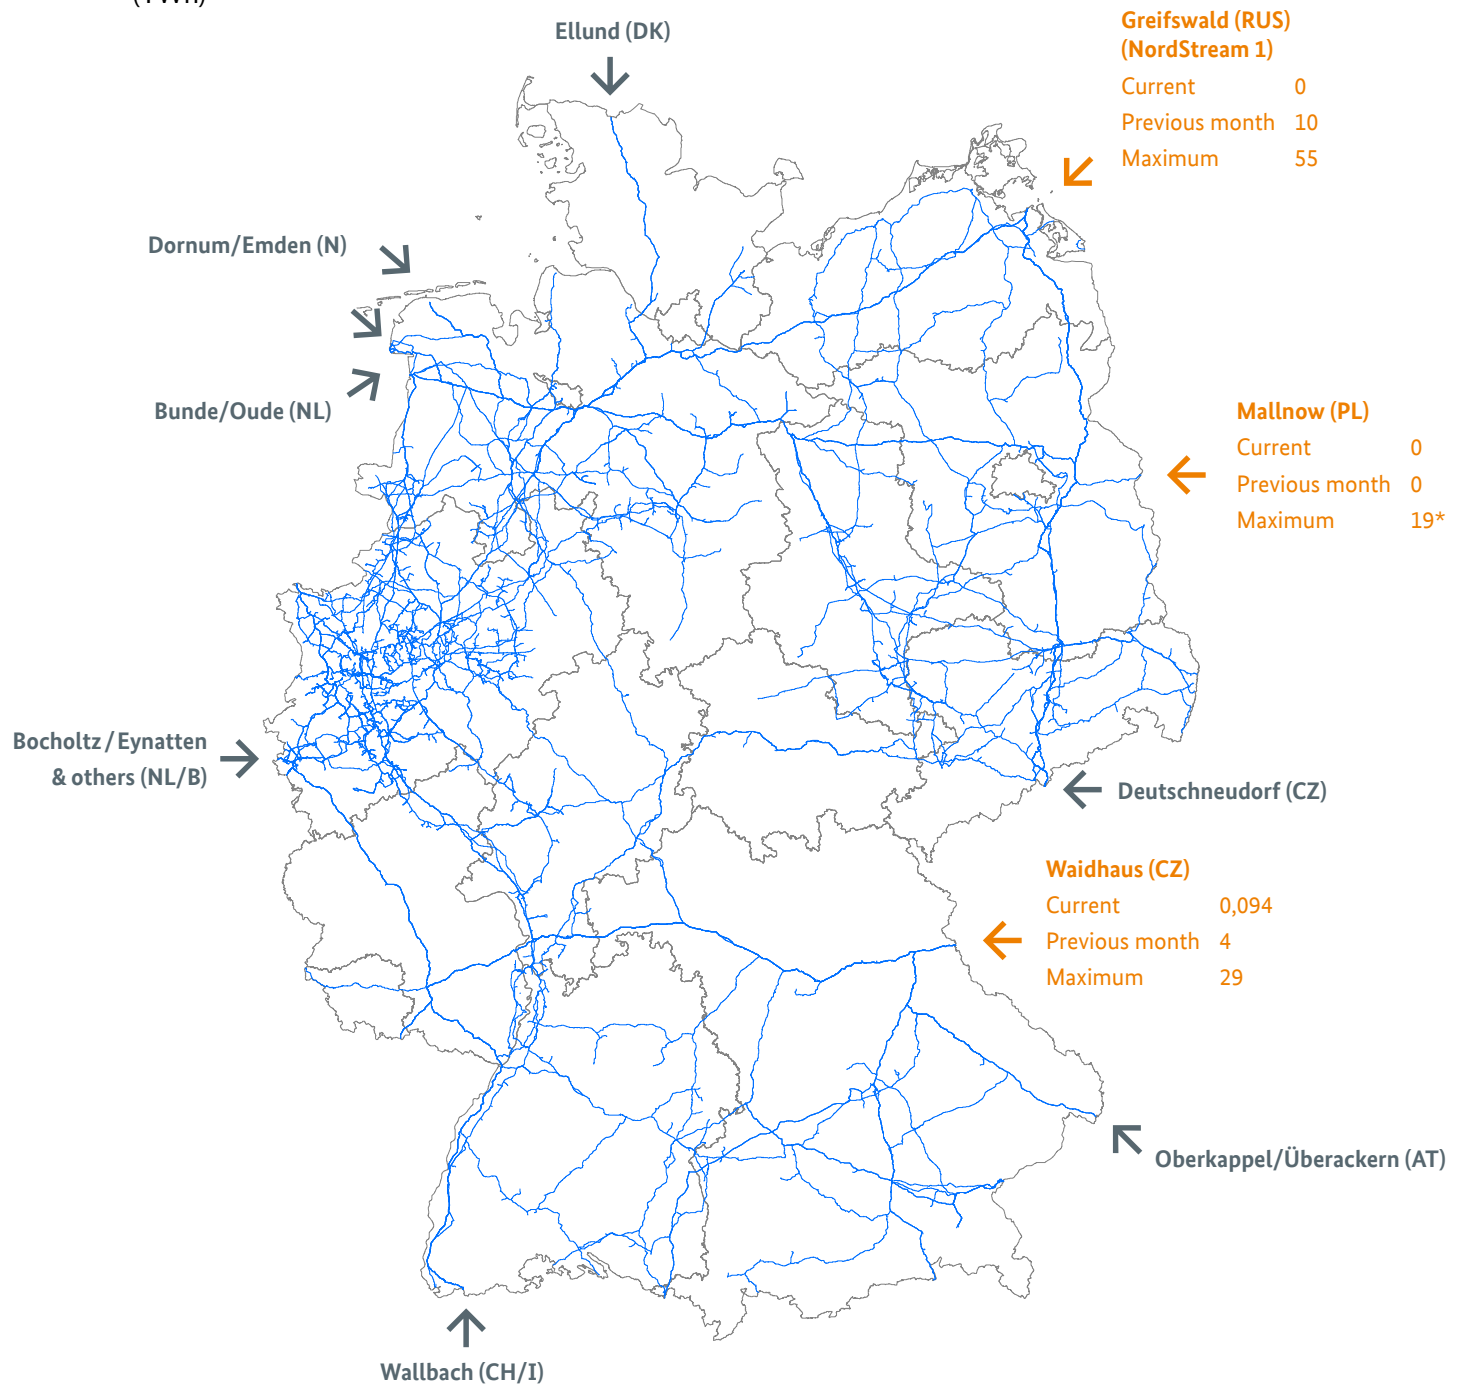 (TWh)
Ellund (DK)
Greifswald (RUS)
(NordStream 1)
Current 0
Previous month 10
Maximum 55
Dornum/Emden (N)
Bunde/Oude (NL)
Mallnow (PL)
Current 0
Previous month 0
Maximum 19*
Bocholtz / Eynatten
& others (NL/B)
Deutschneudorf (CZ)
Waidhaus (CZ)
Current 0,094
Previous month 4
Maximum 29
Oberkappel/Überackern (AT)
Wallbach (CH/I)